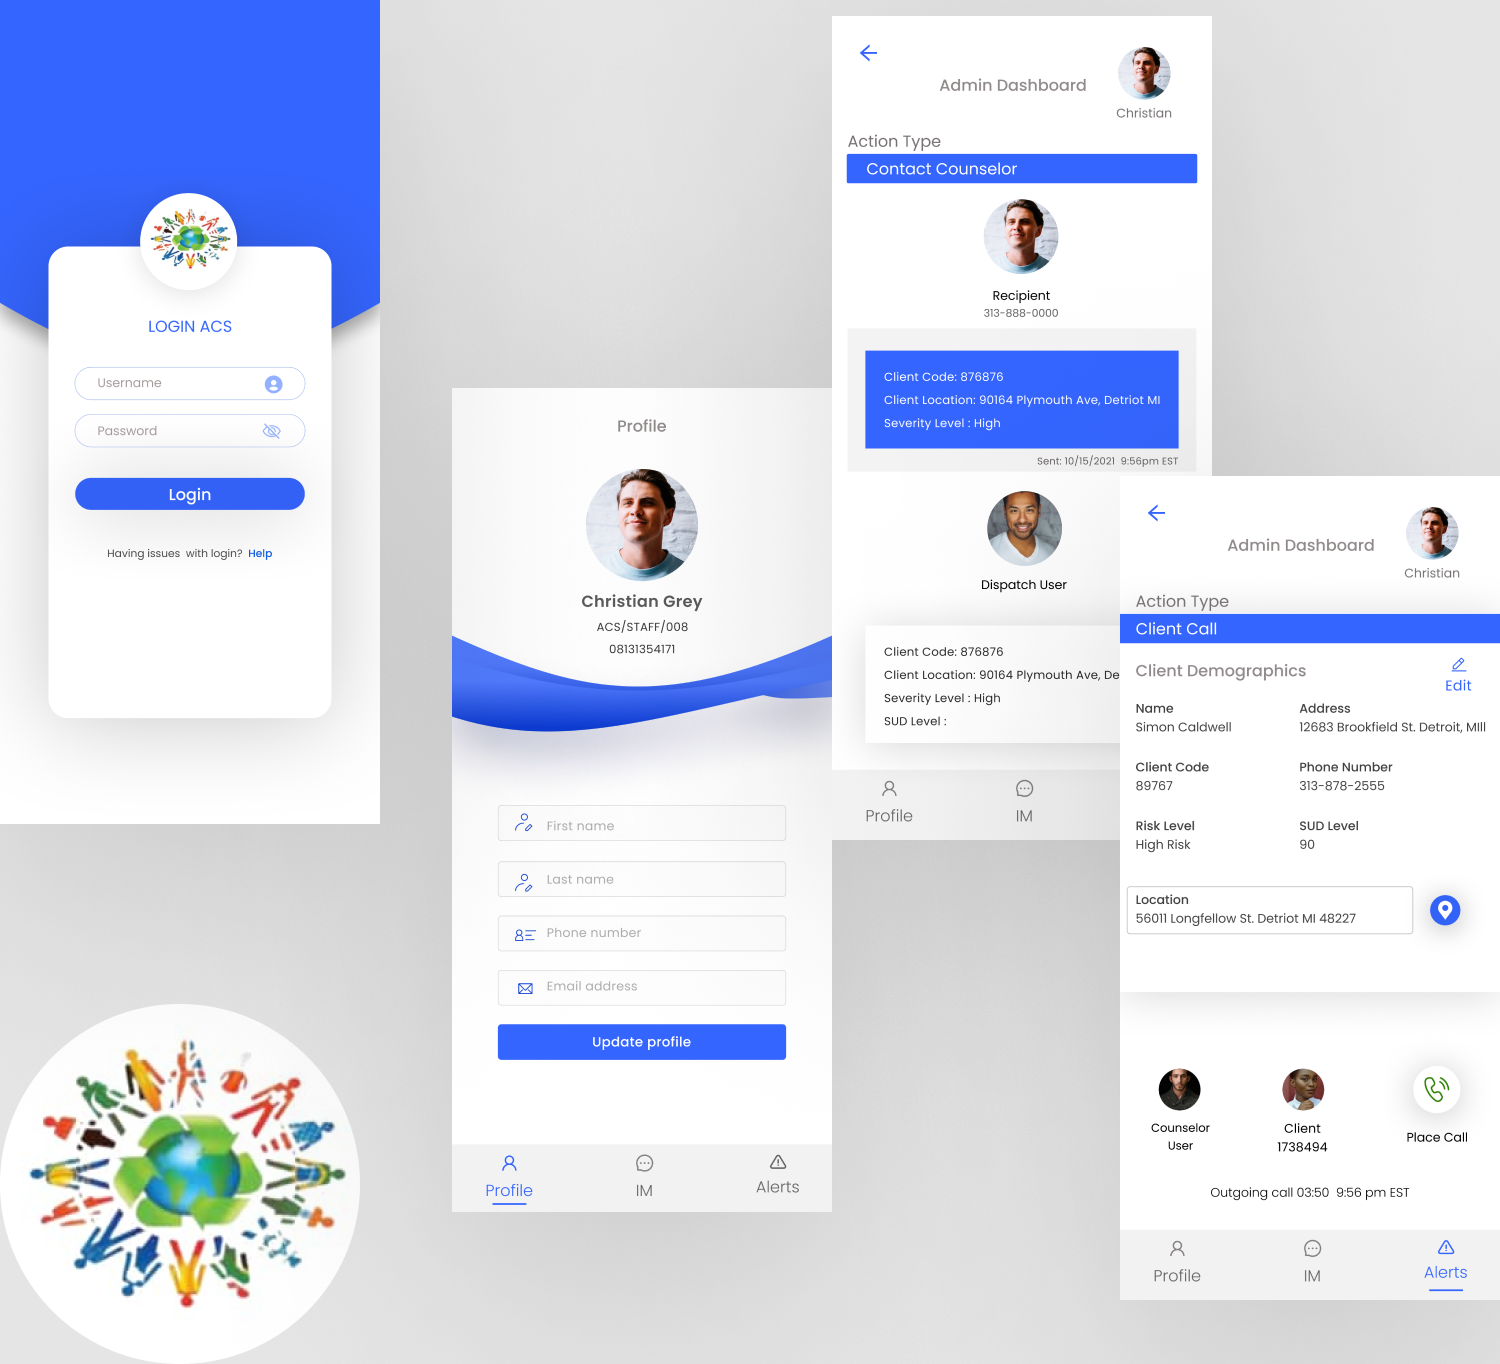 LOGIN ACS
Username
Password
Login
Having issues with login? Help
Profile
Christian Grey
ACS/STAFF/008
08131354171
First name
Last name
Phone number
Email address
Update profile
Profile
IM
Alerts
Admin Dashboard
Christian
Action Type
Contact Counselor
Recipient
313-888-0000
Client Code: 876876
Client Location: 90164 Plymouth Ave, Detriot MI
Severity Level : High
Sent: 10/15/2021 9:56pm EST
Dispatch User
Client Code: 876876
Client Location: 90164 Plymouth Ave, De
Severity Level : High
SUD Level :
Profile
IM
Admin Dashboard
Christian
Action Type
Client Call
Client Demographics
Edit
Name
Simon Caldwell
Address
12683 Brookfield St. Detroit, MIll
Client Code
89767
Phone Number
313-878-2555
Risk Level
High Risk
SUD Level
90
Location
56011 Longfellow St. Detriot MI 48227
Counselor
User
Client
1738494
Place Call
Outgoing call 03:50 9:56 pm EST
Profile
IM
Alerts